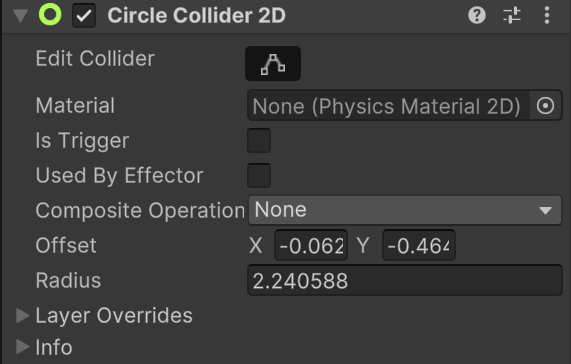 Circle Collider 2D
Edit Collider
Material None (Physics Material 2D)
Is Trigger
Used By Effector
Composite Operation None
Offset X -0.062 Y -0.464
Radius 2.240588
Layer Overrides
Info